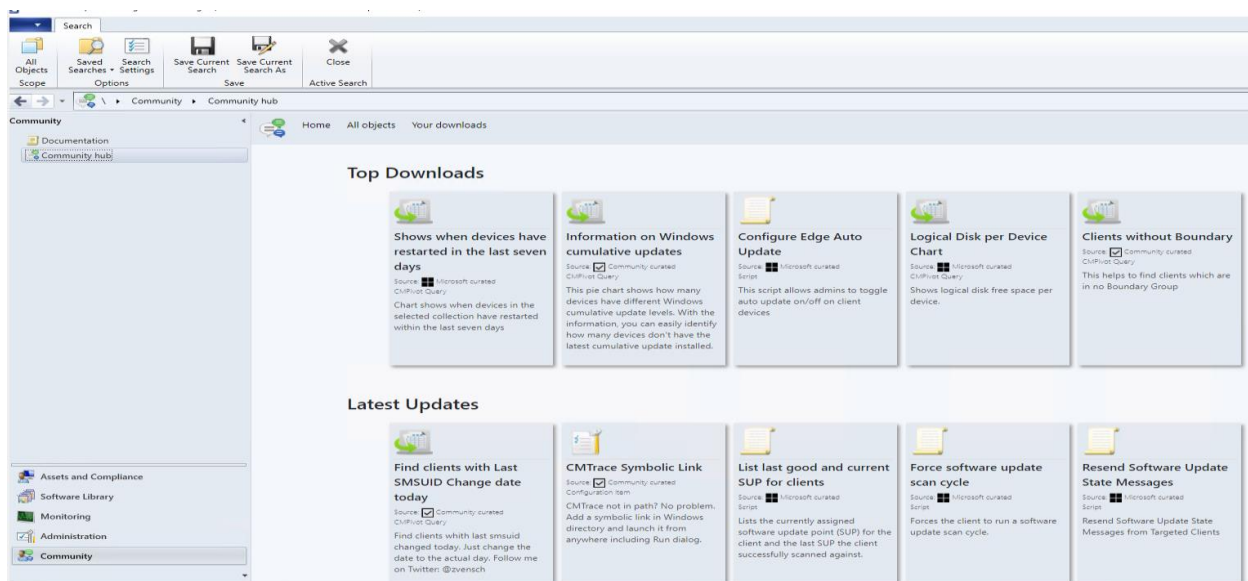 Search
All Objects
Saved Searches
Search Settings
Save Current Search
Save Current Search As
Close
Scope
Options
Save
Active Search
\ Community Community hub
Community
Documentation
Community hub
Home All objects Your downloads
Top Downloads
Shows when devices have
restarted in the last seven
days
Source: Microsoft curated
CMPivot Query
Chart shows when devices in the
selected collection have restarted
within the last seven days
Information on Windows
cumulative updates
Source: Community curated
CMPivot Query
This pie chart shows how many
devices have different Windows
cumulative update levels. With the
information, you can easily identify
how many devices don't have the
latest cumulative update installed.
Configure Edge Auto
Update
Source: Microsoft curated
Script
This script allows admins to toggle
auto update on/off on client
devices
Logical Disk per Device
Chart
Source: Microsoft curated
CMPivot Query
Shows logical disk free space per
device.
Clients without Boundary
Source: Community curated
CMPivot Query
This helps to find clients which are
in no Boundary Group
Latest Updates
Find clients with Last
SMSUID Change date
today
Source: Community curated
CMPivot Query
Find clients whith last smsuid
changed today. Just change the
date to the actual day. Follow me
on Twitter: @zvensch
CMTrace Symbolic Link
Source: Community curated
Configuration Item
CMTrace not in path? No problem.
Add a symbolic link in Windows
directory and launch it from
anywhere including Run dialog.
List last good and current
SUP for clients
Source: Microsoft curated
Script
Lists the currently assigned
software update point (SUP) for the
client and the last SUP the client
successfully scanned against.
Force software update
scan cycle
Source: Microsoft curated
Script
Forces the client to run a software
update scan cycle.
Resend Software Update
State Messages
Source: Microsoft curated
Script
Resend Software Update State
Messages from Targeted Clients
Assets and Compliance
Software Library
Monitoring
Administration
Community